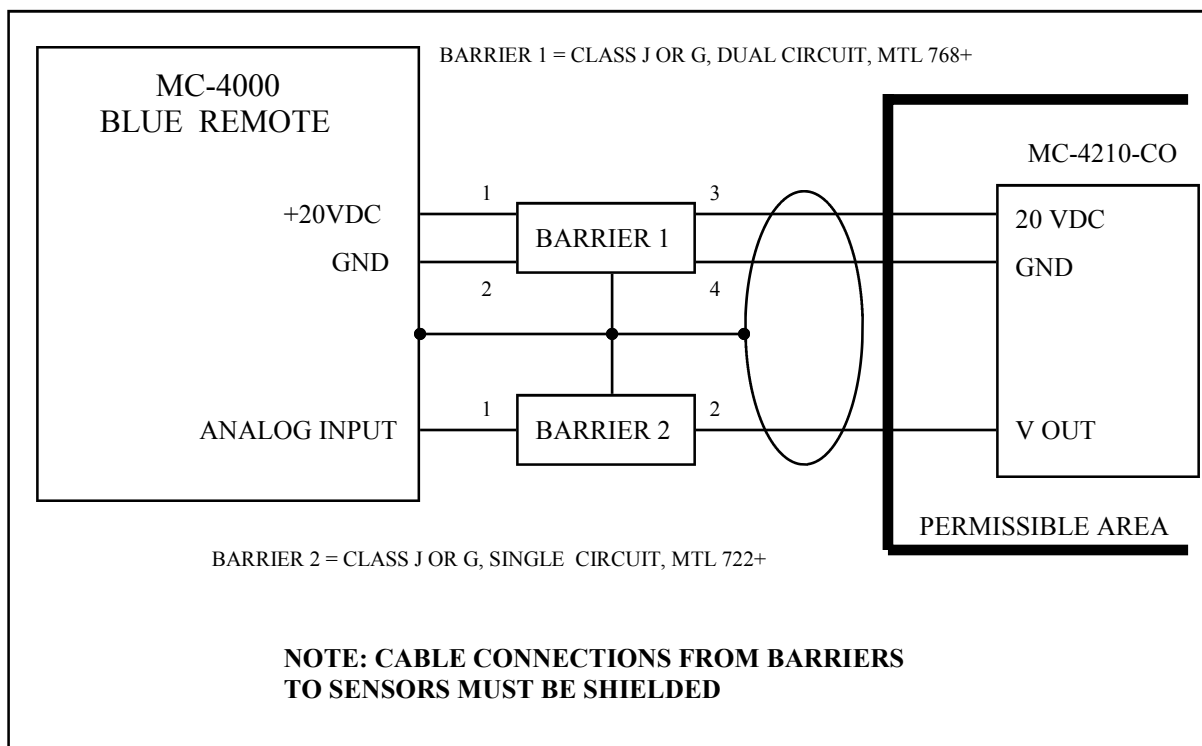 BARRIER 1 = CLASS J OR G, DUAL CIRCUIT, MTL 768+
MC-4000
BLUE REMOTE
MC-4210-CO
+20VDC
1
3
20 VDC
BARRIER 1
GND
2
4
GND
ANALOG INPUT
1
2
BARRIER 2
V OUT
PERMISSIBLE AREA
BARRIER 2 = CLASS J OR G, SINGLE CIRCUIT, MTL 722+
NOTE: CABLE CONNECTIONS FROM BARRIERS
TO SENSORS MUST BE SHIELDED